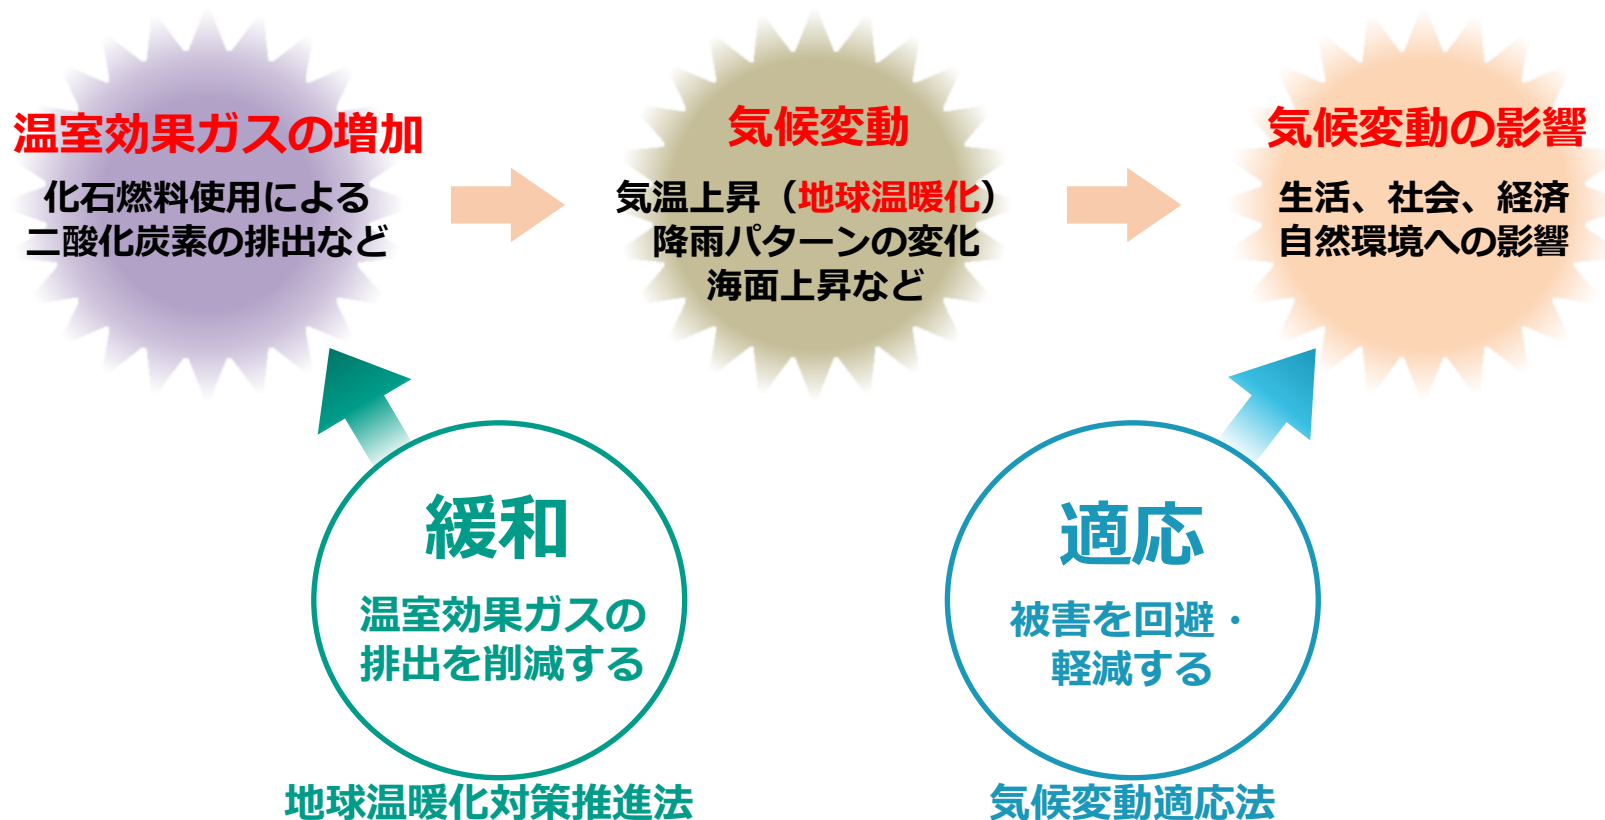 温室効果ガスの増加
化石燃料使用による
二酸化炭素の排出など
気候変動
気温上昇（地球温暖化）
降雨パターンの変化
海面上昇など
気候変動の影響
生活、社会、経済
自然環境への影響
緩和
温室効果ガスの
排出を削減する
地球温暖化対策推進法
適応
被害を回避・
軽減する
気候変動適応法